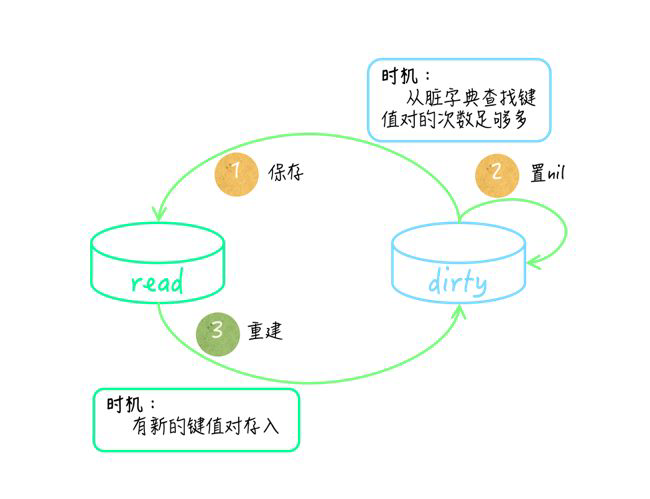 时机：
从脏字典查找键
值对的次数足够多
1 保存
2 置nil
read
dirty
3 重建
时机：
有新的键值对存入